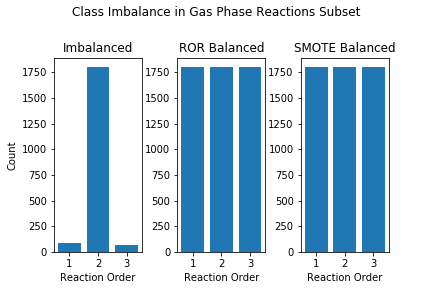 Class Imbalance in Gas Phase Reactions Subset
Imbalanced
ROR Balanced
SMOTE Balanced
Count
1750
1500
1250
1000
750
500
250
0
1 2 3
Reaction Order
1750
1500
1250
1000
750
500
250
0
1 2 3
Reaction Order
1750
1500
1250
1000
750
500
250
0
1 2 3
Reaction Order